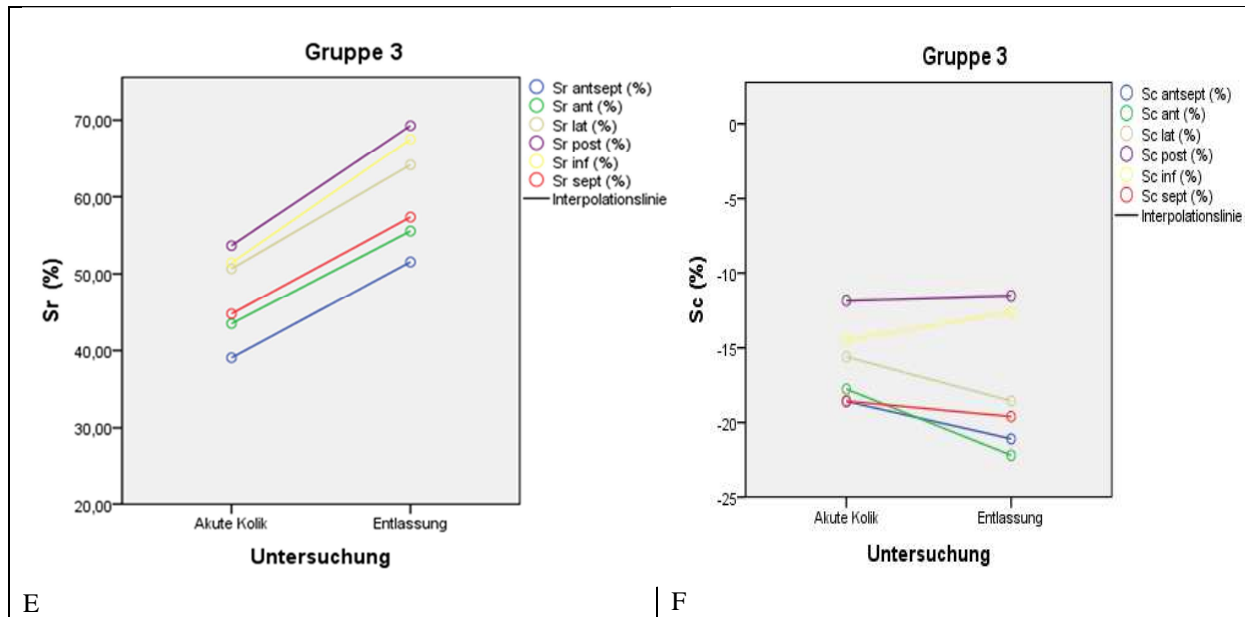 Gruppe 3
Sr antsept (%)
Sr ant (%)
Sr lat (%)
Sr post (%)
Sr inf (%)
Sr sept (%)
Interpolationslinie
70,00
60,00
50,00
40,00
30,00
20,00
Sr (%)
Akute Kolik
Entlassung
Untersuchung
E
Gruppe 3
Sc antsept (%)
Sc ant (%)
Sc lat (%)
Sc post (%)
Sc inf (%)
Sc sept (%)
Interpolationslinie
0
-5
-10
-15
-20
-25
Sc (%)
Akute Kolik
Entlassung
Untersuchung
F